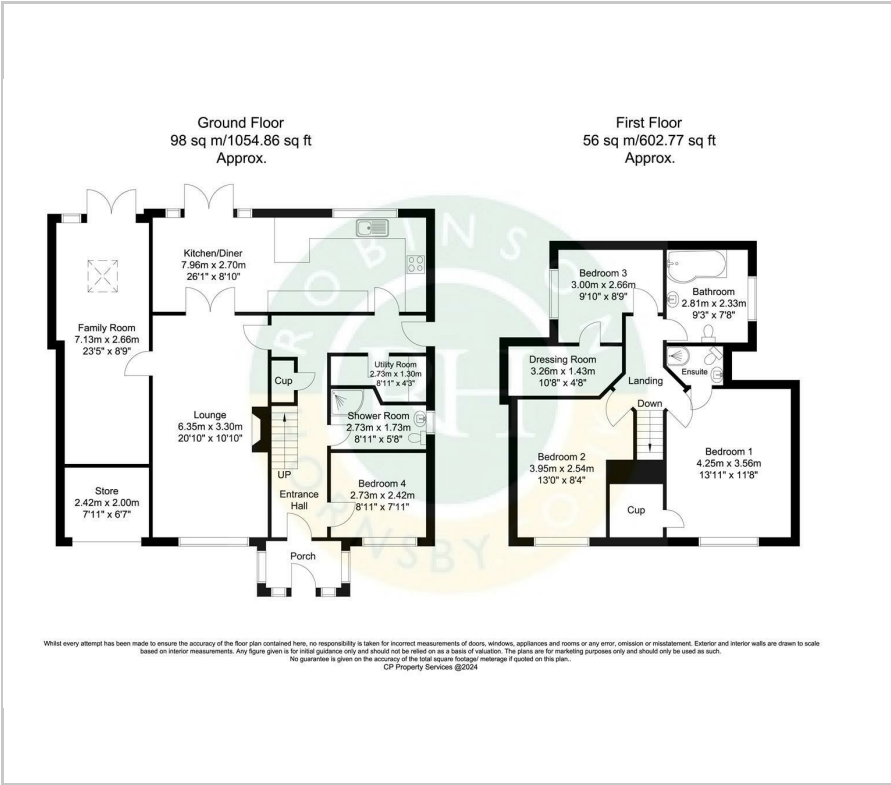 Ground Floor
98 sq m/1054.86 sq ft
Approx.
First Floor
56 sq m/602.77 sq ft
Approx.
Kitchen/Diner
7.96m x 2.70m
26'1" x 8'10"
Family Room
7.13m x 2.66m
23'5" x 8'9"
Utility Room
2.73m x 1.30m
8'11" x 4'3"
Cup
Lounge
6.35m x 3.30m
20'10" x 10'10"
Shower Room
2.73m x 1.73m
8'11" x 5'8"
UP
Store
2.42m x 2.00m
7'11" x 6'7"
Entrance
Hall
Bedroom 4
2.73m x 2.42m
8'11" x 7'11"
Porch
Bedroom 3
3.00m x 2.66m
9'10" x 8'9"
Bathroom
2.81m x 2.33m
9'3" x 7'8"
Dressing Room
3.26m x 1.43m
10'8" x 4'8"
Ensuite
Landing
Down
Bedroom 2
3.95m x 2.54m
13'0" x 8'4"
Bedroom 1
4.25m x 3.56m
13'11" x 11'8"
Cup
ROBINSON
HORNSBY
Whilst every attempt has been made to ensure the accuracy of the floor plan contained here, no responsibility is taken for incorrect measurements of doors, windows, appliances and rooms or any error, omission or misstatement. Exterior and interior walls are drawn to scale
based on interior measurements. Any figure given is for initial guidance only and should not be relied on as a basis of valuation. The plans are for marketing purposes only and should only be used as such.
No guarantee is given on the accuracy of the total square footage/ meterage if quoted on this plan..
CP Property Services @2024